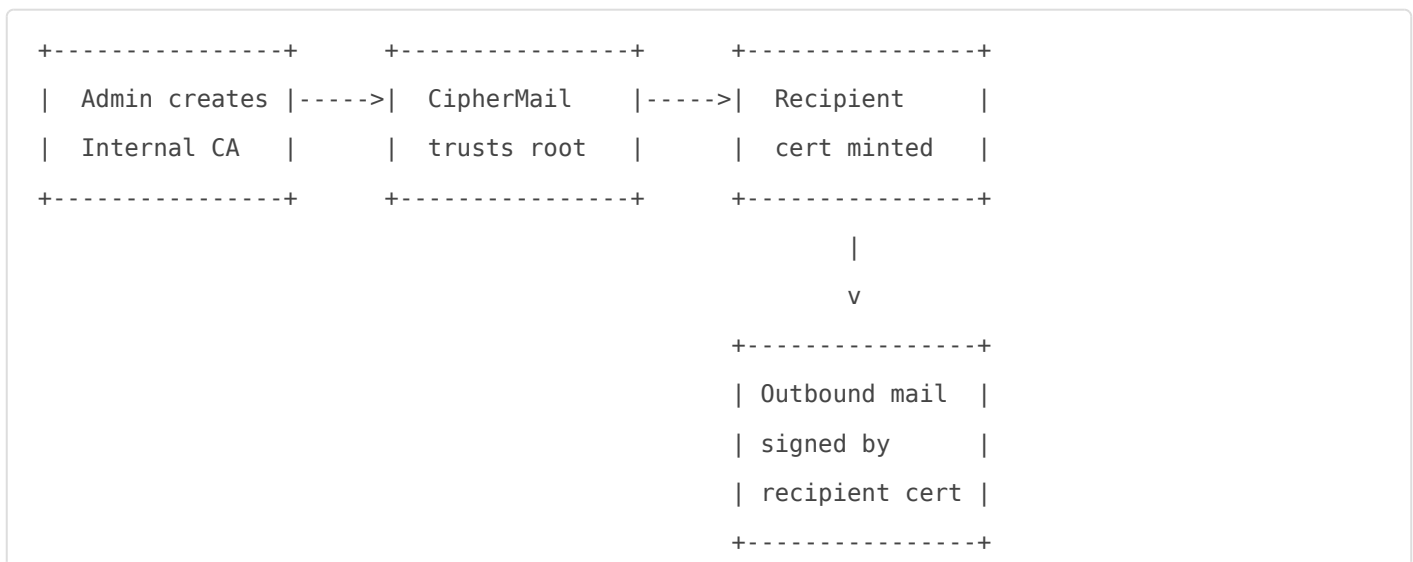 +----------------+      +----------------+      +----------------+
|  Admin creates |----->|  CipherMail    |----->|  Recipient     |
|  Internal CA   |      |  trusts root   |      |  cert minted   |
+----------------+      +----------------+      +----------------+
                                                        |
                                                        v
                                                +----------------+
                                                | Outbound mail  |
                                                | signed by      |
                                                | recipient cert |
                                                +----------------+